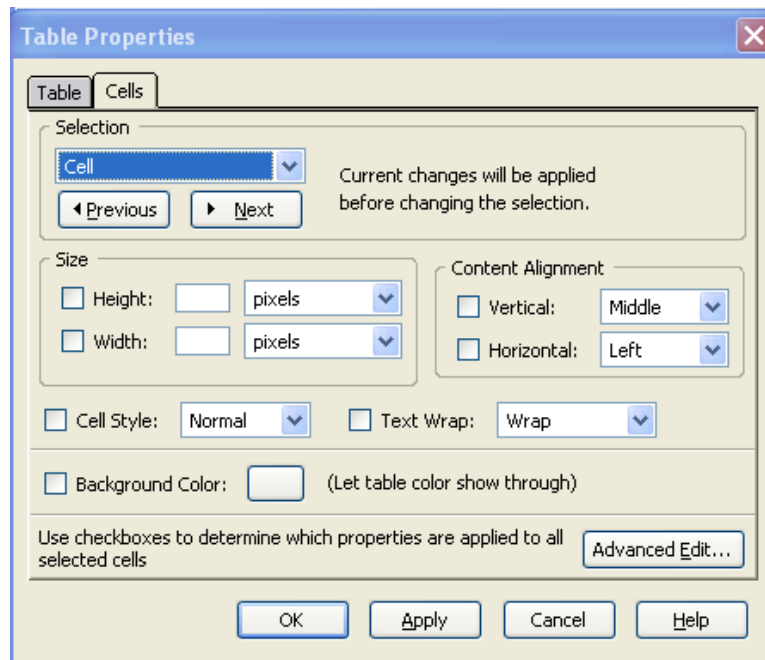 Table Properties
Table Cells
Selection
Cell
Current changes will be applied
before changing the selection.
Previous Next
Size
Height: pixels
Width: pixels
Content Alignment
Vertical: Middle
Horizontal: Left
Cell Style: Normal Text Wrap: Wrap
Background Color: (Let table color show through)
Use checkboxes to determine which properties are applied to all
selected cells
Advanced Edit...
OK Apply Cancel Help